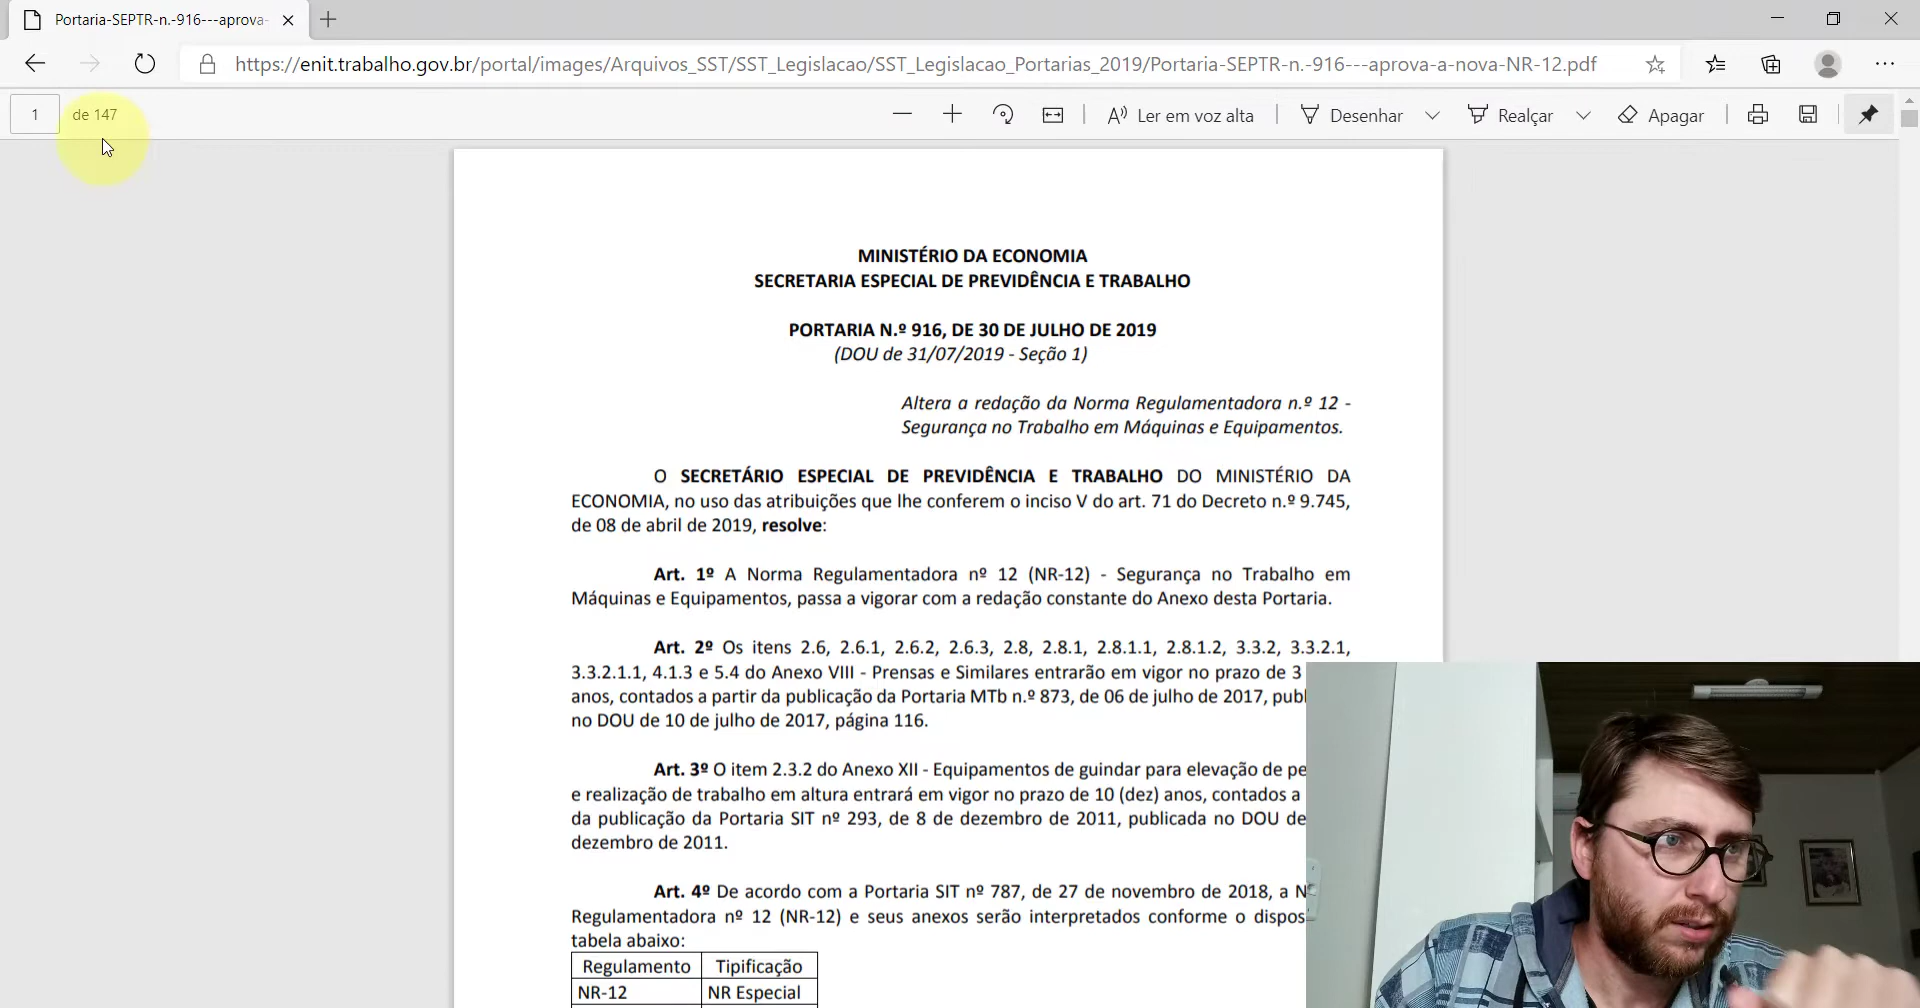 Portaria-SEPTR-n.-916---aprova-
https://enit.trabalho.gov.br/portal/images/Arquivos_SST/SST_Legislacao/SST_Legislacao_Portarias_2019/Portaria-SEPTR-n.-916---aprova-a-nova-NR-12.pdf
1 de 147 Ler em voz alta Desenhar Realçar Apagar
MINISTÉRIO DA ECONOMIA
SECRETARIA ESPECIAL DE PREVIDÊNCIA E TRABALHO
PORTARIA N.º 916, DE 30 DE JULHO DE 2019
(DOU de 31/07/2019 - Seção 1)
Altera a redação da Norma Regulamentadora n.º 12 -
Segurança no Trabalho em Máquinas e Equipamentos.
O SECRETÁRIO ESPECIAL DE PREVIDÊNCIA E TRABALHO DO MINISTÉRIO DA
ECONOMIA, no uso das atribuições que lhe conferem o inciso V do art. 71 do Decreto n.º 9.745,
de 08 de abril de 2019, resolve:
Art. 1º A Norma Regulamentadora nº 12 (NR-12) - Segurança no Trabalho em
Máquinas e Equipamentos, passa a vigorar com a redação constante do Anexo desta Portaria.
Art. 2º Os itens 2.6, 2.6.1, 2.6.2, 2.6.3, 2.8, 2.8.1, 2.8.1.1, 2.8.1.2, 3.3.2, 3.3.2.1,
3.3.2.1.1, 4.1.3 e 5.4 do Anexo VIII - Prensas e Similares entrarão em vigor no prazo de 3
anos, contados a partir da publicação da Portaria MTb n.º 873, de 06 de julho de 2017, publ
no DOU de 10 de julho de 2017, página 116.
Art. 3º O item 2.3.2 do Anexo XII - Equipamentos de guindar para elevação de pe
e realização de trabalho em altura entrará em vigor no prazo de 10 (dez) anos, contados a
da publicação da Portaria SIT nº 293, de 8 de dezembro de 2011, publicada no DOU de
dezembro de 2011.
Art. 4º De acordo com a Portaria SIT nº 787, de 27 de novembro de 2018, a N
Regulamentadora nº 12 (NR-12) e seus anexos serão interpretados conforme o dispos
tabela abaixo:
Regulamento Tipificação
NR-12 NR Especial